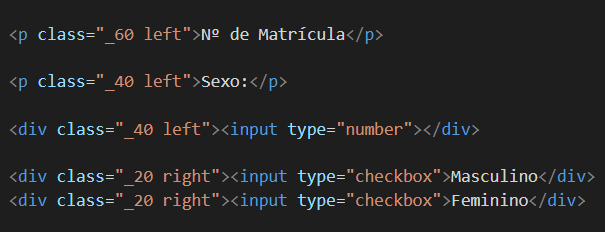 <p class="_60 left">Nº de Matrícula</p>
<p class="_40 left">Sexo:</p>
<div class="_40 left"><input type="number"></div>
<div class="_20 right"><input type="checkbox">Masculino</div>
<div class="_20 right"><input type="checkbox">Feminino</div>